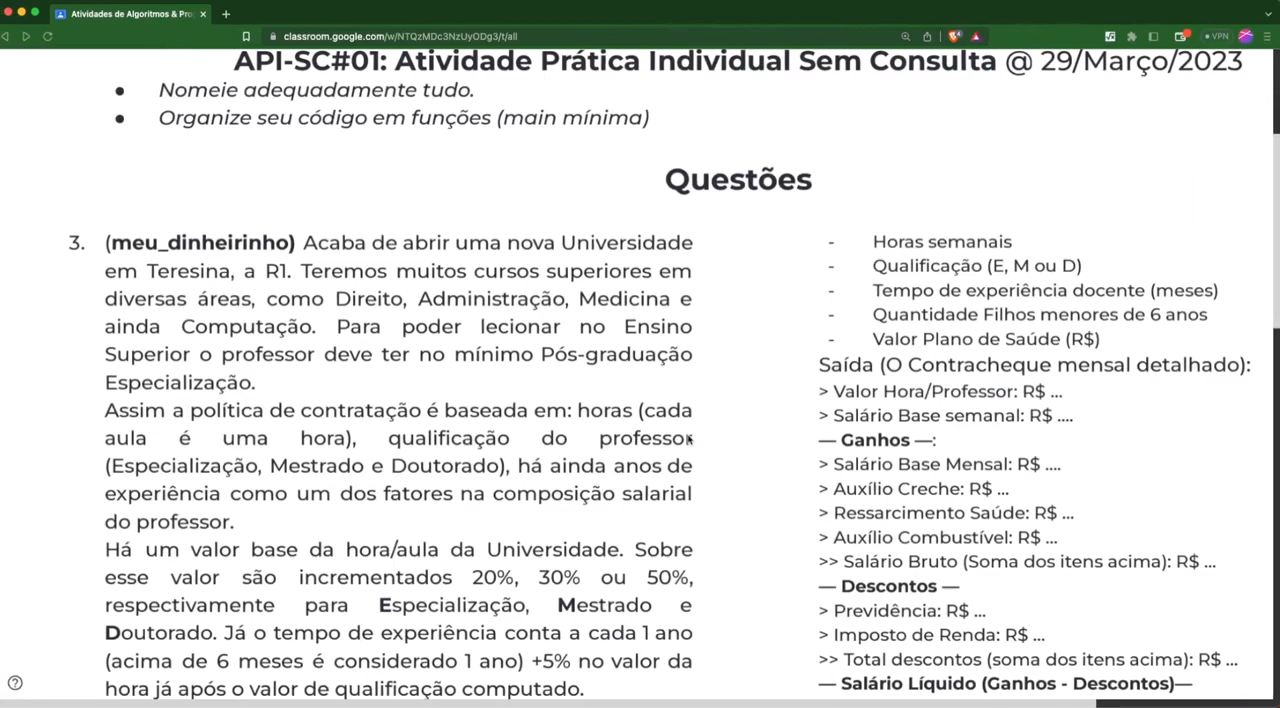 Atividades de Algoritmos & Pro
classroom.google.com/w/NTQzMDc3NzUyODg3/t/all
VPN
API-SC#01: Atividade Prática Individual Sem Consulta @ 29/Março/2023
● Nomeie adequadamente tudo.
● Organize seu código em funções (main mínima)
Questões
3. (meu_dinheirinho) Acaba de abrir uma nova Universidade
em Teresina, a R1. Teremos muitos cursos superiores em
diversas áreas, como Direito, Administração, Medicina e
ainda Computação. Para poder lecionar no Ensino
Superior o professor deve ter no mínimo Pós-graduação
Especialização.
Assim a política de contratação é baseada em: horas (cada
aula é uma hora), qualificação do professor
(Especialização, Mestrado e Doutorado), há ainda anos de
experiência como um dos fatores na composição salarial
do professor.
Há um valor base da hora/aula da Universidade. Sobre
esse valor são incrementados 20%, 30% ou 50%,
respectivamente para Especialização, Mestrado e
Doutorado. Já o tempo de experiência conta a cada 1 ano
(acima de 6 meses é considerado 1 ano) +5% no valor da
hora já após o valor de qualificação computado.
- Horas semanais
- Qualificação (E, M ou D)
- Tempo de experiência docente (meses)
- Quantidade Filhos menores de 6 anos
- Valor Plano de Saúde (R$)
Saída (O Contracheque mensal detalhado):
> Valor Hora/Professor: R$ ...
> Salário Base semanal: R$ ....
— Ganhos —:
> Salário Base Mensal: R$ ....
> Auxílio Creche: R$ ...
> Ressarcimento Saúde: R$ ...
> Auxílio Combustível: R$ ...
>> Salário Bruto (Soma dos itens acima): R$ ...
— Descontos —
> Previdência: R$ ...
> Imposto de Renda: R$ ...
>> Total descontos (soma dos itens acima): R$ ...
— Salário Líquido (Ganhos - Descontos)—